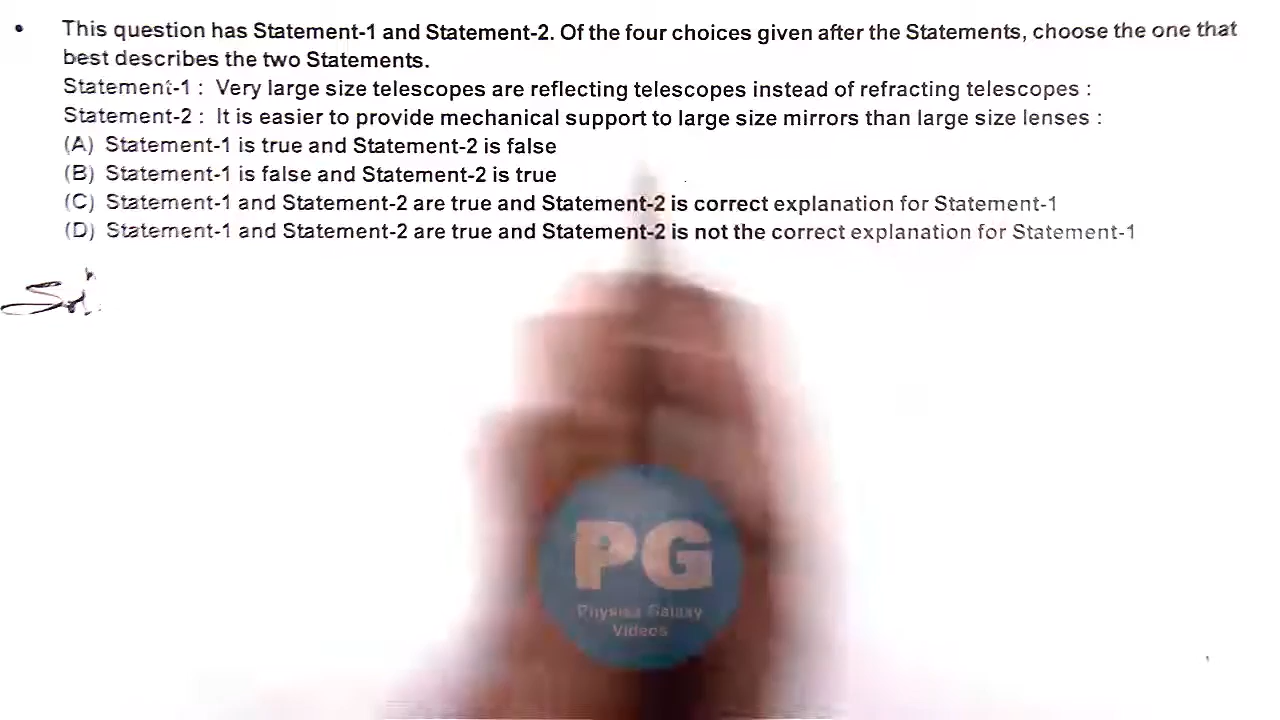 • This question has Statement-1 and Statement-2. Of the four choices given after the Statements, choose the one that
best describes the two Statements.
Statement-1 : Very large size telescopes are reflecting telescopes instead of refracting telescopes :
Statement-2 : It is easier to provide mechanical support to large size mirrors than large size lenses :
(A) Statement-1 is true and Statement-2 is false
(B) Statement-1 is false and Statement-2 is true
(C) Statement-1 and Statement-2 are true and Statement-2 is correct explanation for Statement-1
(D) Statement-1 and Statement-2 are true and Statement-2 is not the correct explanation for Statement-1
PG
Physics Galaxy
Videos